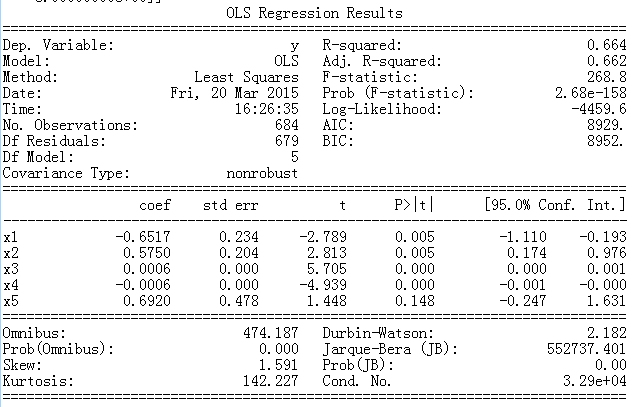 OLS Regression Results
Dep. Variable: y R-squared: 0.664
Model: OLS Adj. R-squared: 0.662
Method: Least Squares F-statistic: 268.8
Date: Fri, 20 Mar 2015 Prob (F-statistic): 2.68e-158
Time: 16:26:35 Log-Likelihood: -4459.6
No. Observations: 684 AIC: 8929.
Df Residuals: 679 BIC: 8952.
Df Model: 5
Covariance Type: nonrobust
coef std err t P>|t| [95.0% Conf. Int.]
x1 -0.6517 0.234 -2.789 0.005 -1.110 -0.193
x2 0.5750 0.204 2.813 0.005 0.174 0.976
x3 0.0006 0.000 5.705 0.000 0.000 0.001
x4 -0.0006 0.000 -4.939 0.000 -0.001 -0.000
x5 0.6920 0.478 1.448 0.148 -0.247 1.631
Omnibus: 474.187 Durbin-Watson: 2.182
Prob(Omnibus): 0.000 Jarque-Bera (JB): 552737.401
Skew: 1.591 Prob(JB): 0.00
Kurtosis: 142.227 Cond. No. 3.29e+04